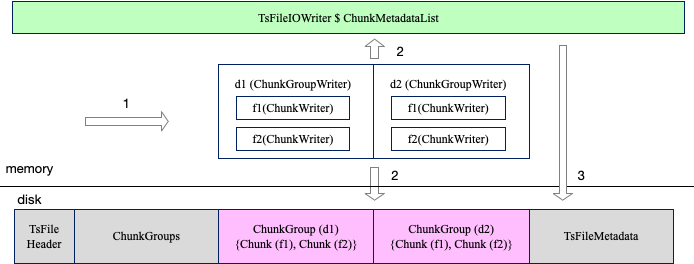 TsFileIOWriter $ ChunkMetadataList
2
d1 (ChunkGroupWriter)
d2 (ChunkGroupWriter)
1
f1(ChunkWriter)
f1(ChunkWriter)
f2(ChunkWriter)
f2(ChunkWriter)
memory
2
3
disk
TsFile
Header
ChunkGroups
ChunkGroup (d1)
{Chunk (f1), Chunk (f2)}
ChunkGroup (d2)
{Chunk (f1), Chunk (f2)}
TsFileMetadata